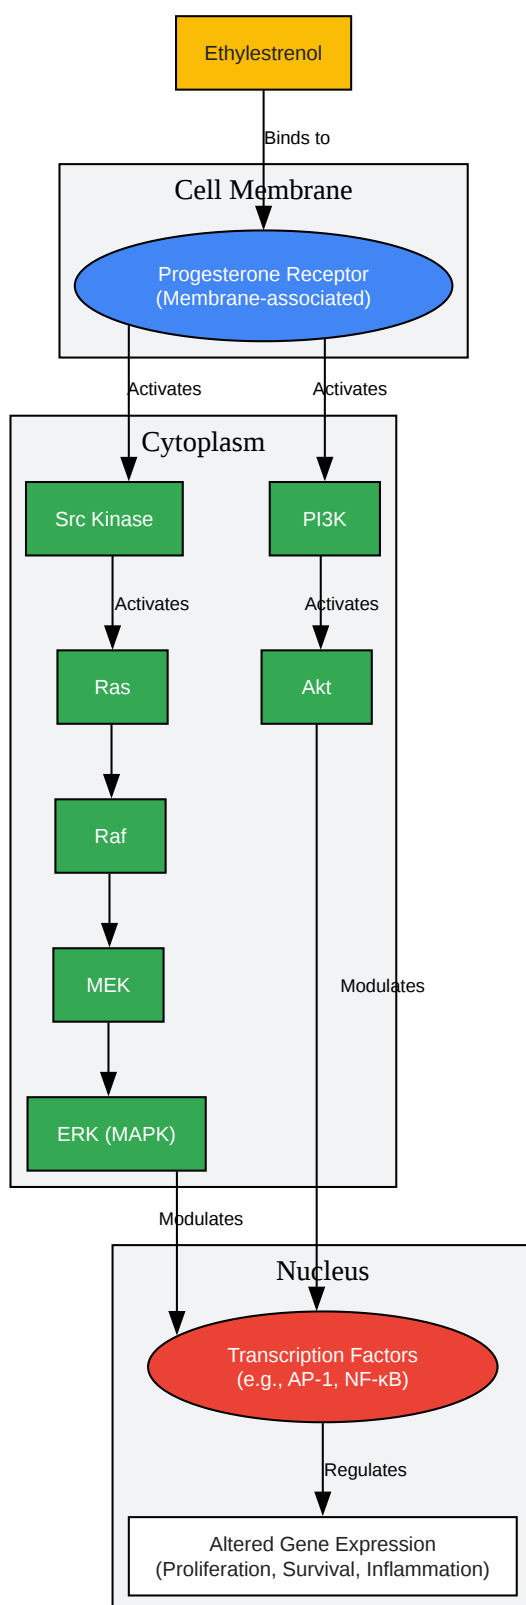 Ethylestrenol
Binds to
Cell Membrane
Progesterone Receptor
(Membrane-associated)
Activates
Activates
Cytoplasm
Src Kinase
PI3K
Activates
Activates
Ras
Akt
Raf
MEK
Modulates
ERK (MAPK)
Modulates
Nucleus
Transcription Factors
(e.g., AP-1, NF-κB)
Regulates
Altered Gene Expression
(Proliferation, Survival, Inflammation)